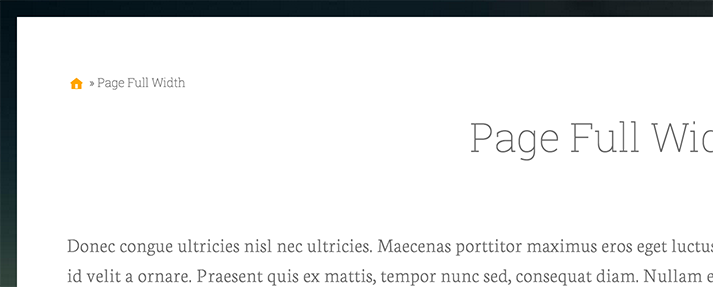 » Page Full Width
Page Full
Donec congue ultricies nisl nec ultricies. Maecenas porttitor maximus eros eget luctus
id velit a ornare. Praesent quis ex mattis, tempor nunc sed, consequat diam. Nullam